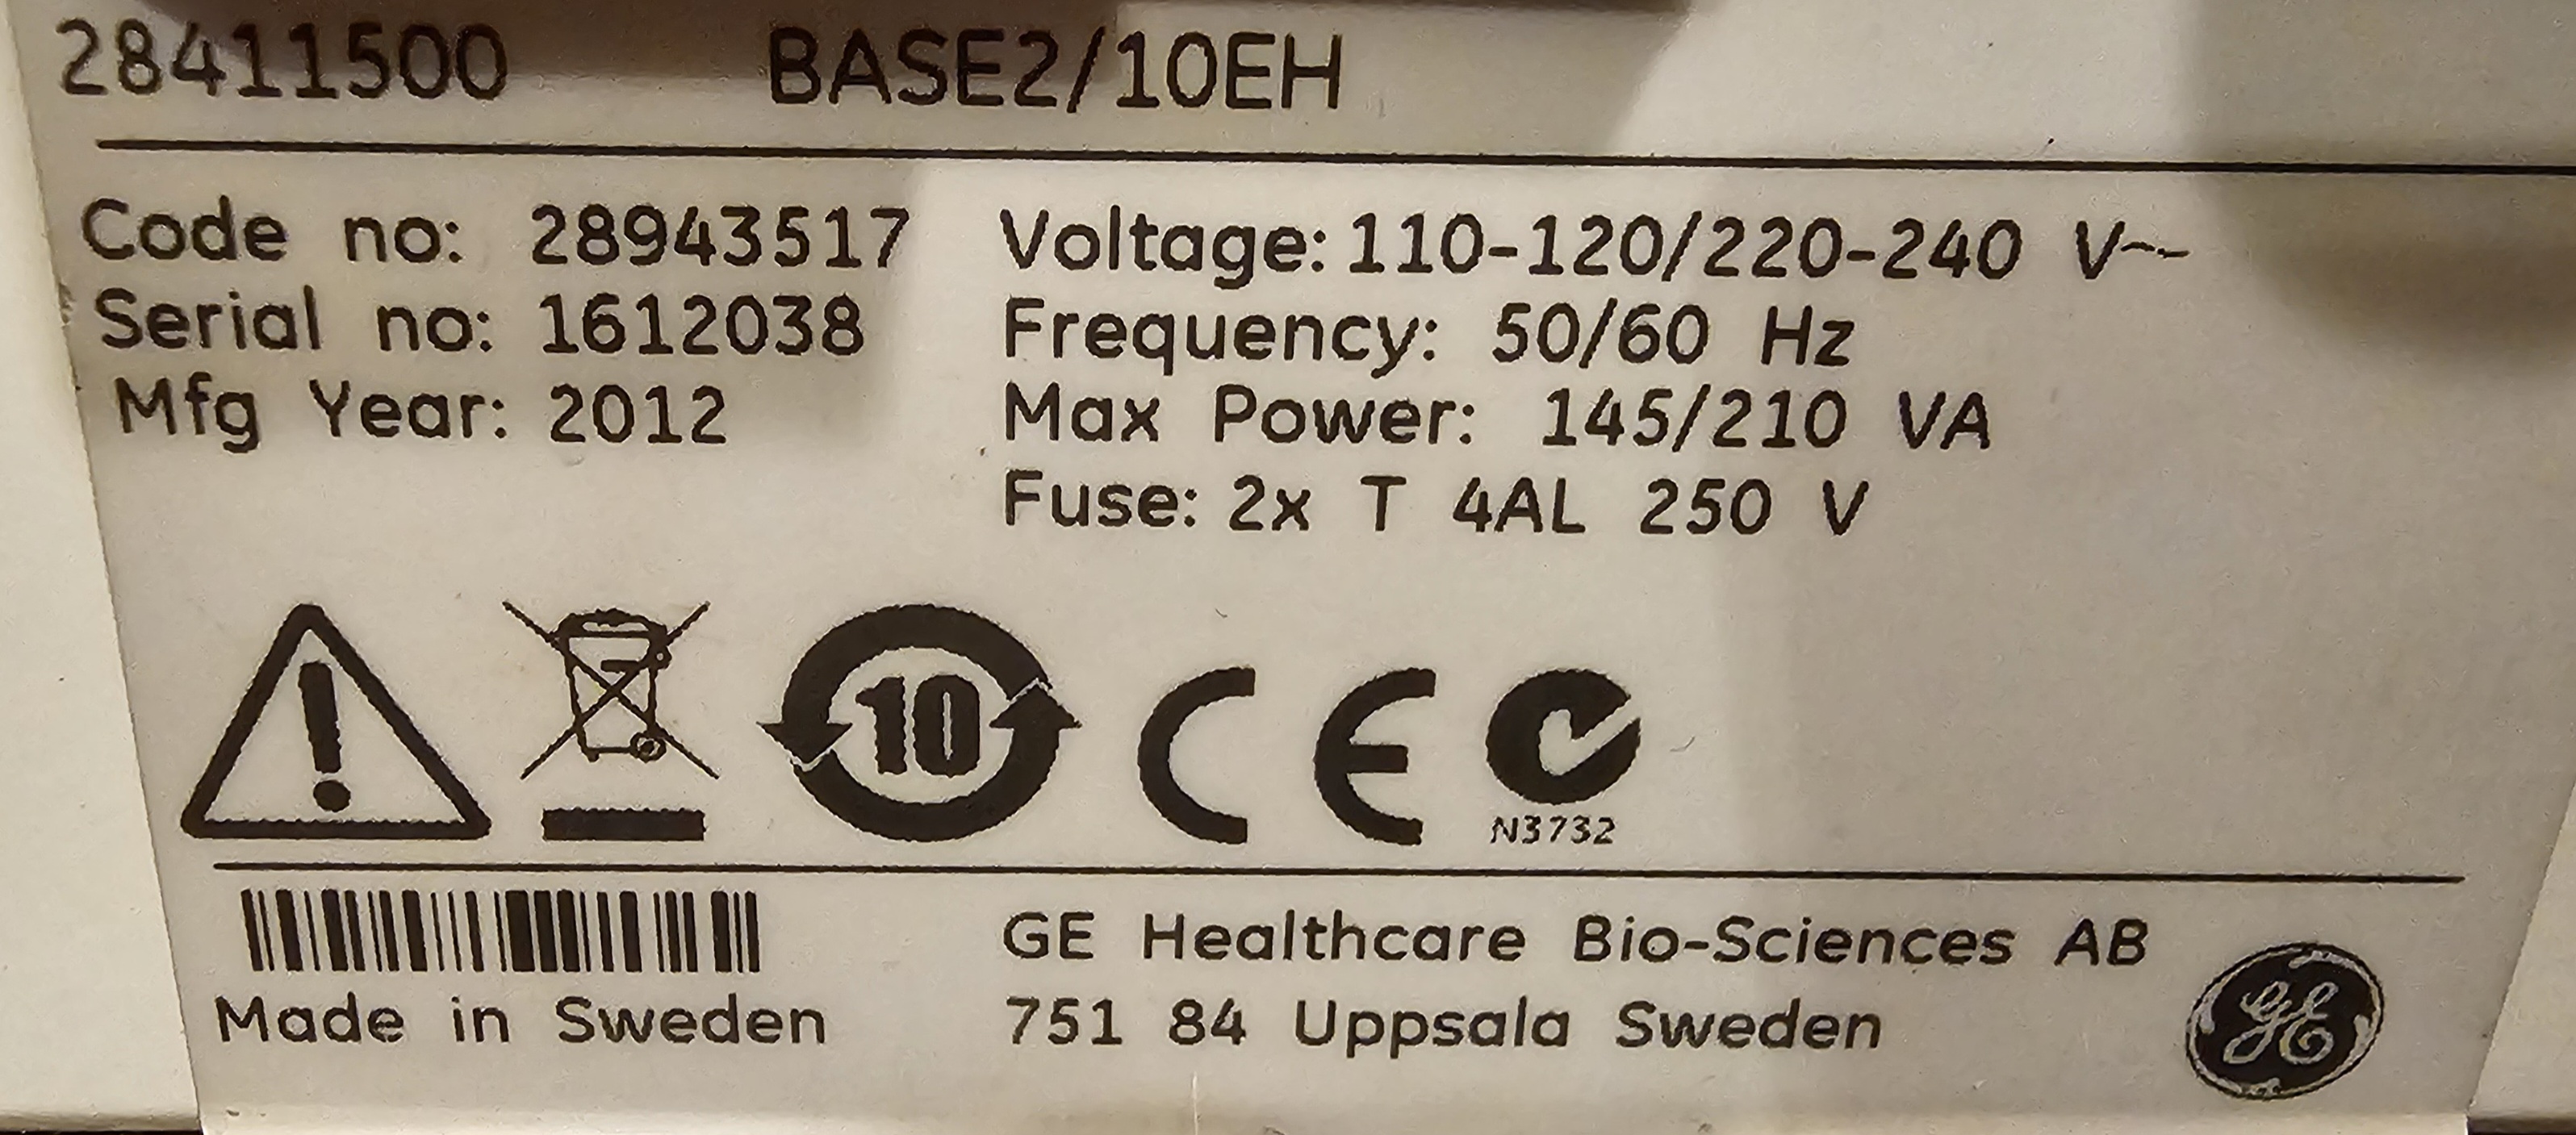 28411500 BASE2/10EH
Code no: 28943517 Voltage: 110-120/220-240 V~
Serial no: 1612038 Frequency: 50/60 Hz
Mfg Year: 2012 Max Power: 145/210 VA
Fuse: 2x T 4AL 250 V
10 CE
N3732
GE Healthcare Bio-Sciences AB
Made in Sweden 751 84 Uppsala Sweden
GE